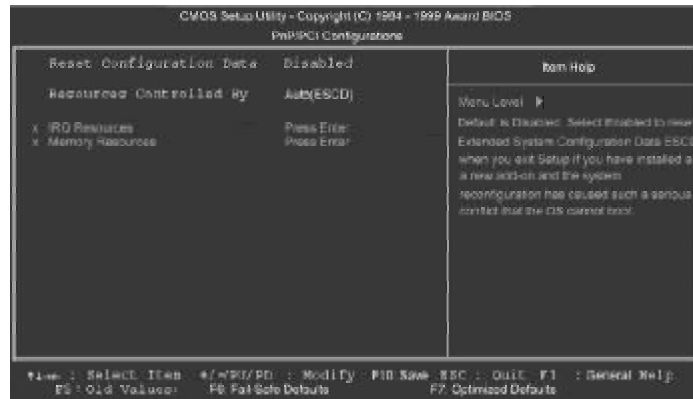 CMOS Setup Utility - Copyright (C) 1984 - 1999 Award BIOS
PnP/PCI Configurations
Reset Configuration Data Disabled
Resources Controlled By Auto(ESCD)
x IRQ Resources Press Enter
x Memory Resources Press Enter
Item Help
Menu Level
Default is Disabled. Select Enabled to rese
Extended System Configuration Data ESCD
when you exit Setup if you have installed a
a new add-on and the system
reconfiguration has caused such a serious
conflict that the OS cannot boot.
: Select Item +/-/PU/PD : Modify F10 Save ESC : Quit F1 : General Help
F5 : Old Values: F6: Fail-Safe Defaults F7: Optimized Defaults